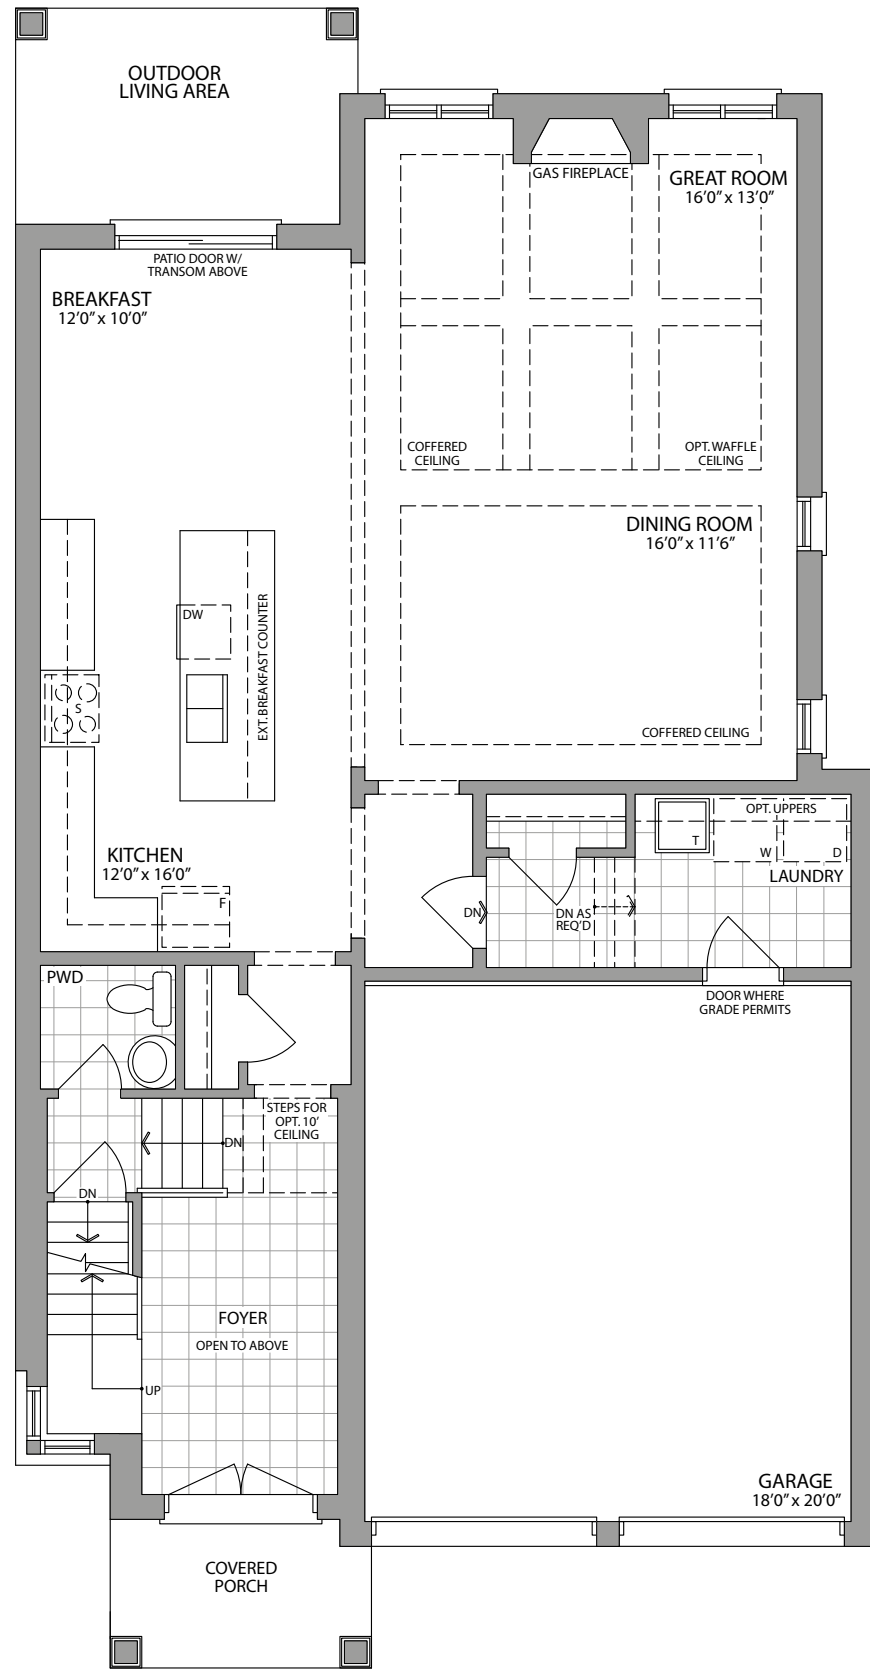 OUTDOOR
LIVING AREA
GAS FIREPLACE
GREAT ROOM
16'0" x 13'0"
PATIO DOOR W/
TRANSOM ABOVE
BREAKFAST
12'0" x 10'0"
COFFERED
CEILING
OPT. WAFFLE
CEILING
DINING ROOM
16'0" x 11'6"
DW
EXT. BREAKFAST COUNTER
S
COFFERED CEILING
OPT. UPPERS
T
W
D
LAUNDRY
KITCHEN
12'0" x 16'0"
F
DN
DN AS
REQ'D
PWD
DOOR WHERE
GRADE PERMITS
STEPS FOR
OPT. 10'
CEILING
DN
DN
FOYER
OPEN TO ABOVE
UP
GARAGE
18'0" x 20'0"
COVERED
PORCH